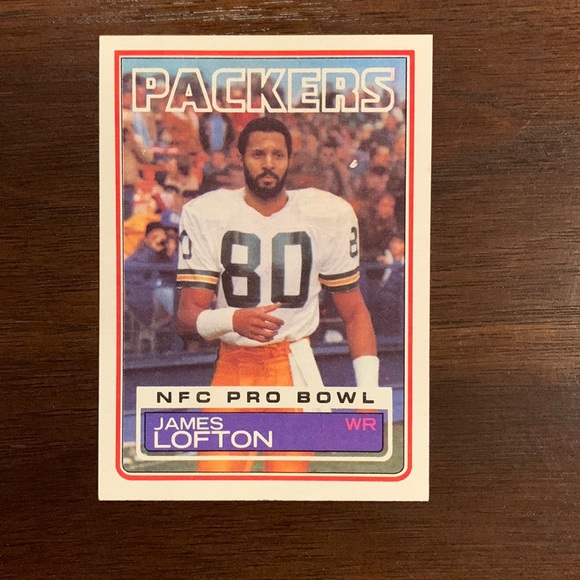 PACKERS
80
80
NFC PRO BOWL
JAMES WR
LOFTON